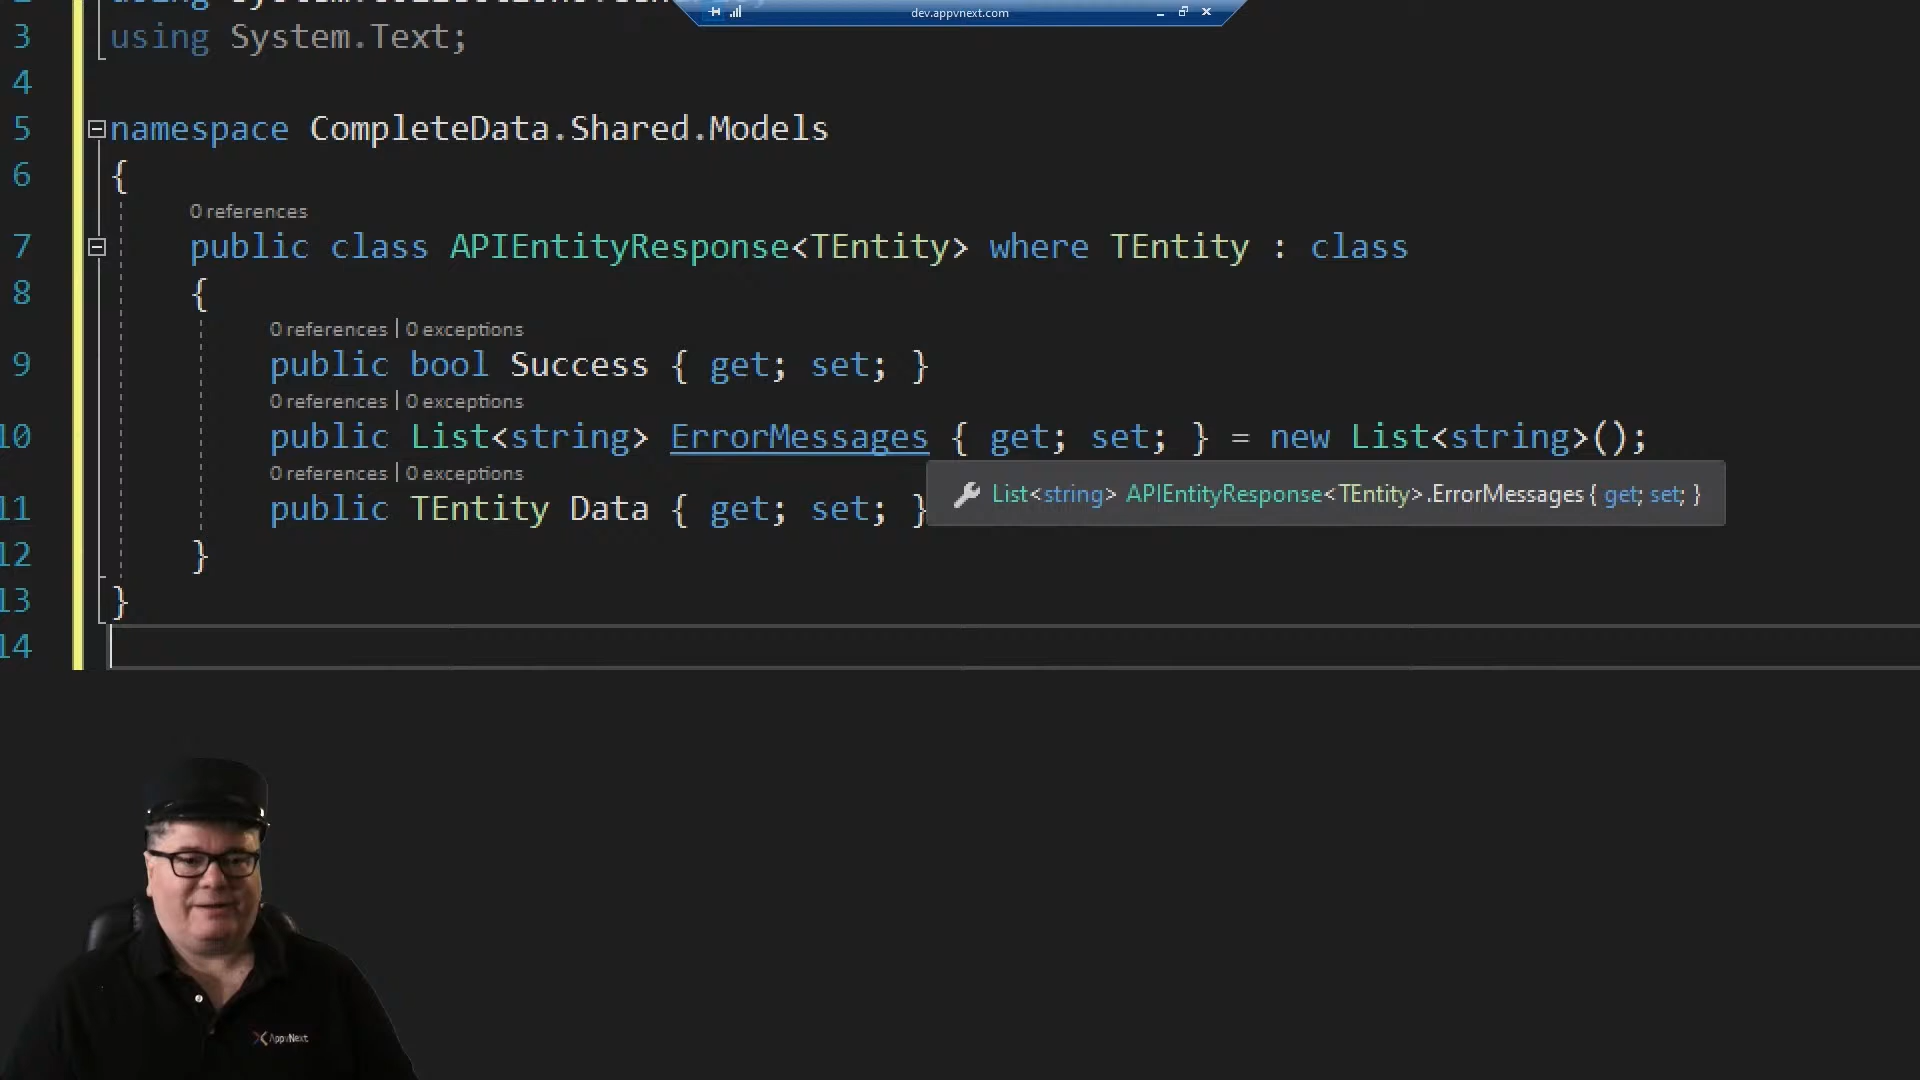 dev.appvnext.com
3 using System.Text;
4
5 namespace CompleteData.Shared.Models
6 {
0 references
7 public class APIEntityResponse<TEntity> where TEntity : class
8 {
0 references | 0 exceptions
9 public bool Success { get; set; }
0 references | 0 exceptions
10 public List<string> ErrorMessages { get; set; } = new List<string>();
0 references | 0 exceptions
11 public TEntity Data { get; set; }
List<string> APIEntityResponse<TEntity>.ErrorMessages { get; set; }
12 }
13 }
14
AppvNext